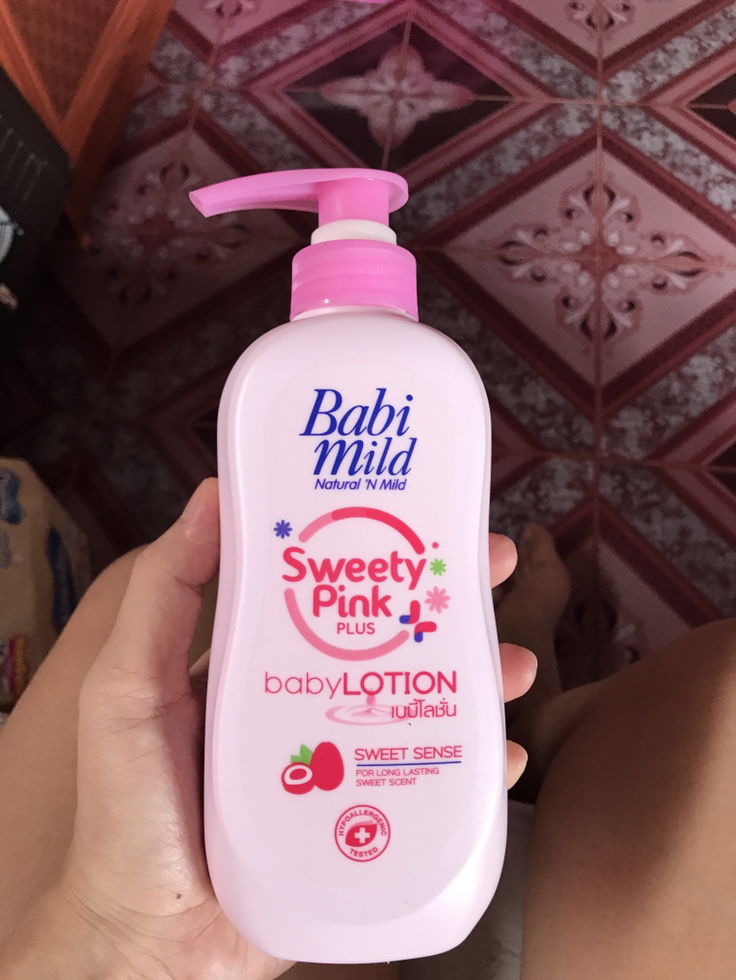 Babi
Mild
Natural 'N Mild
Sweety
Pink
PLUS
babyLOTION
เบบี้โลชั่น
SWEET SENSE
FOR LONG LASTING
SWEET SCENT
HYPOALLERGENIC
TESTED